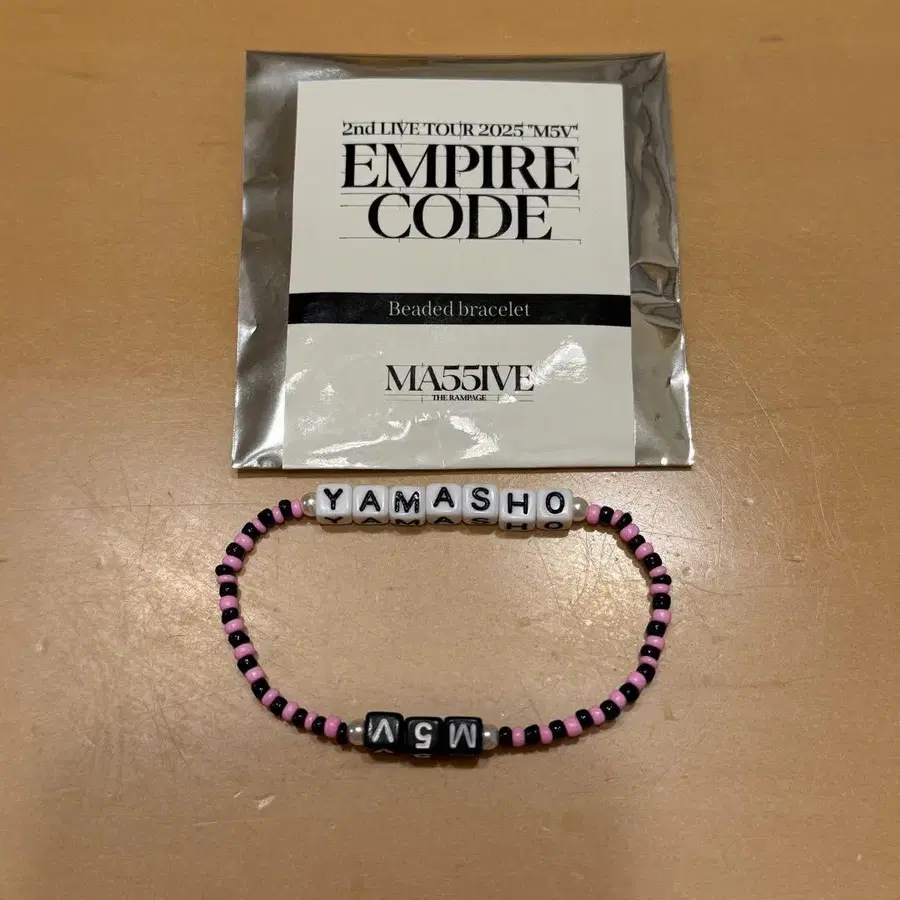 2nd LIVE TOUR 2025 "M5V"
EMPIRE
CODE
Beaded bracelet
MA55IVE
THE RAMPAGE
YAMASHO
M5V